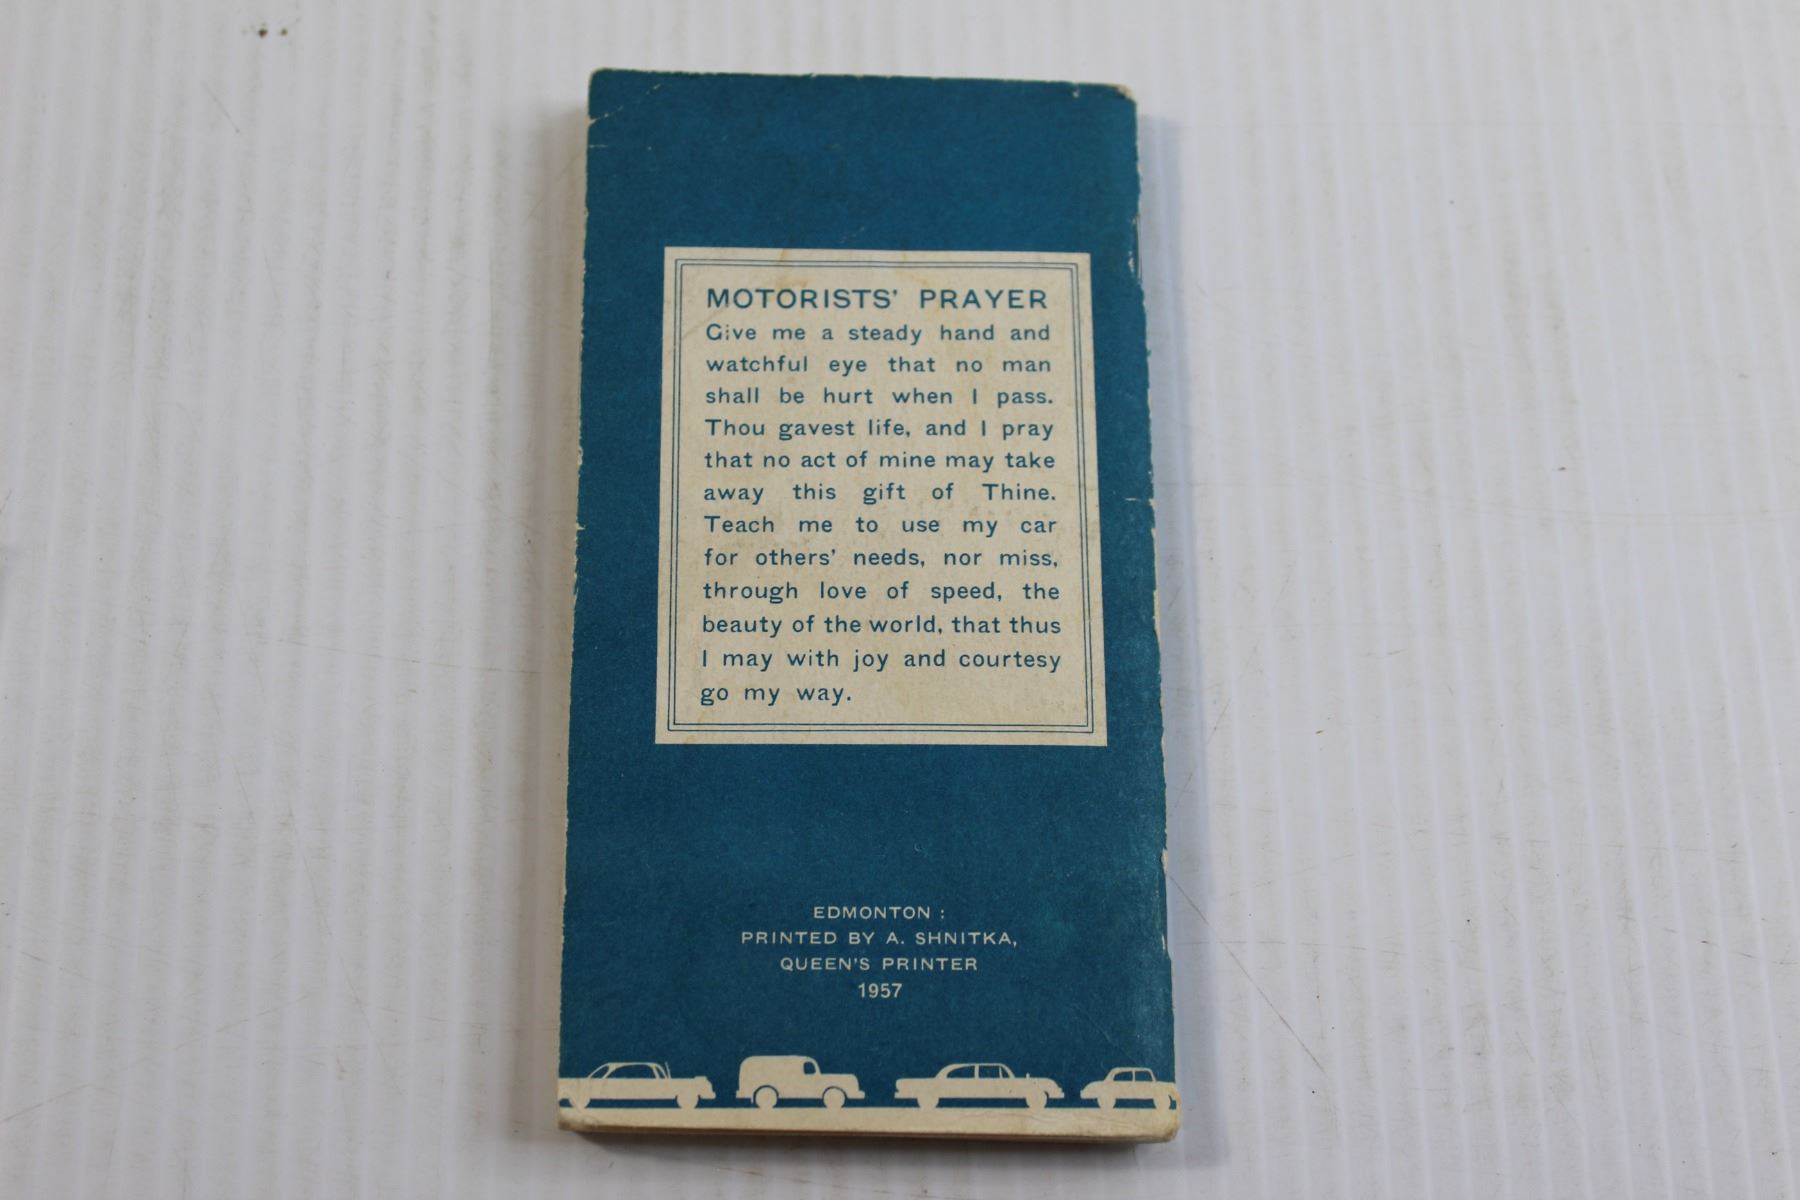 MOTORISTS' PRAYER
Give me a steady hand and
watchful eye that no man
shall be hurt when I pass.
Thou gavest life, and I pray
that no act of mine may take
away this gift of Thine.
Teach me to use my car
for others' needs, nor miss,
through love of speed, the
beauty of the world, that thus
I may with joy and courtesy
go my way.
EDMONTON :
PRINTED BY A. SHNITKA,
QUEEN'S PRINTER
1957